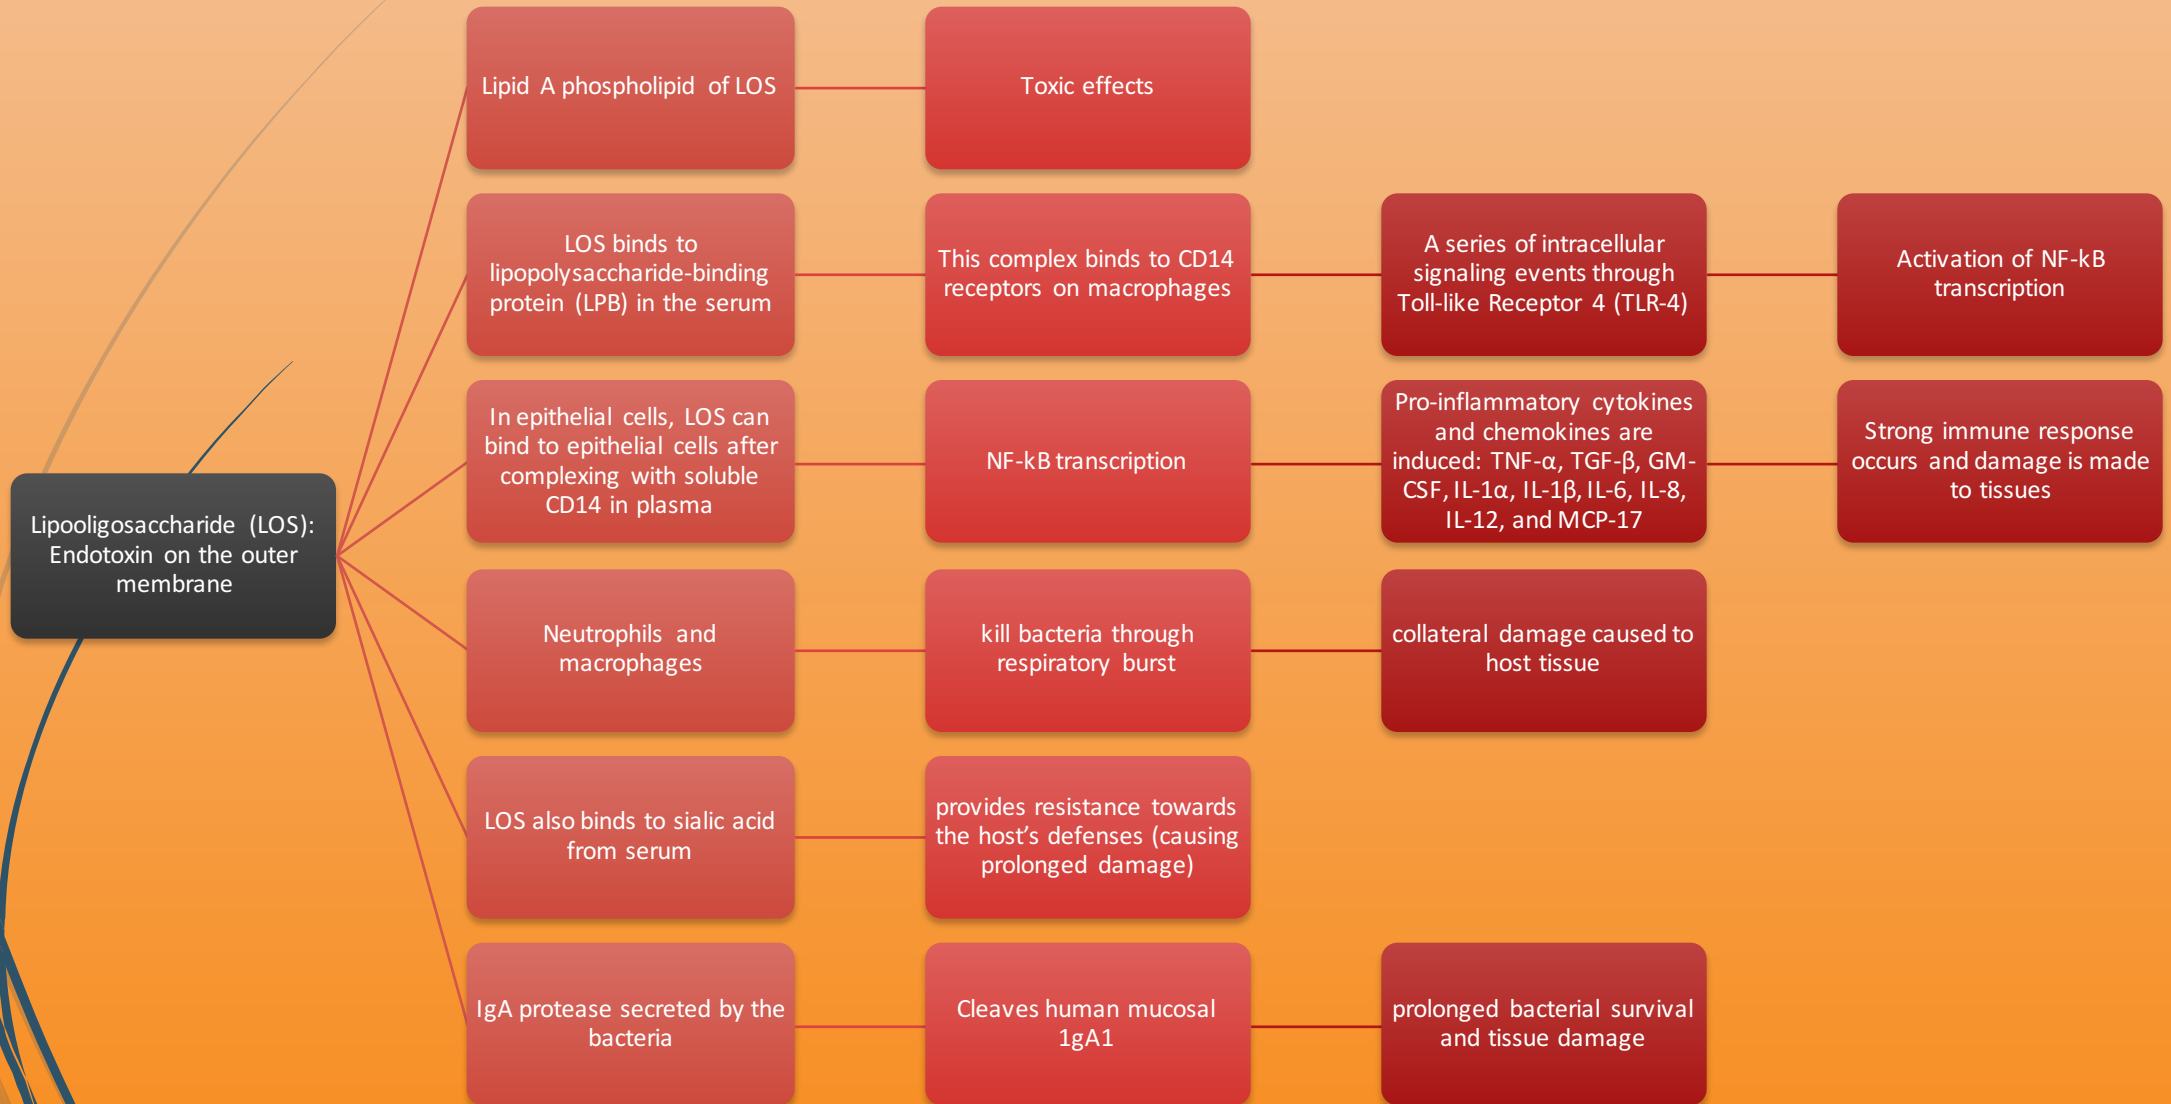 Lipooligosaccharide (LOS):
Endotoxin on the outer
membrane
Lipid A phospholipid of LOS
Toxic effects
LOS binds to
lipopolysaccharide-binding
protein (LPB) in the serum
This complex binds to CD14
receptors on macrophages
A series of intracellular
signaling events through
Toll-like Receptor 4 (TLR-4)
Activation of NF-kB
transcription
In epithelial cells, LOS can
bind to epithelial cells after
complexing with soluble
CD14 in plasma
NF-kB transcription
Pro-inflammatory cytokines
and chemokines are
induced: TNF-α, TGF-β, GM-
CSF, IL-1α, IL-1β, IL-6, IL-8,
IL-12, and MCP-17
Strong immune response
occurs and damage is made
to tissues
Neutrophils and
macrophages
kill bacteria through
respiratory burst
collateral damage caused to
host tissue
LOS also binds to sialic acid
from serum
provides resistance towards
the host’s defenses (causing
prolonged damage)
IgA protease secreted by the
bacteria
Cleaves human mucosal
1gA1
prolonged bacterial survival
and tissue damage